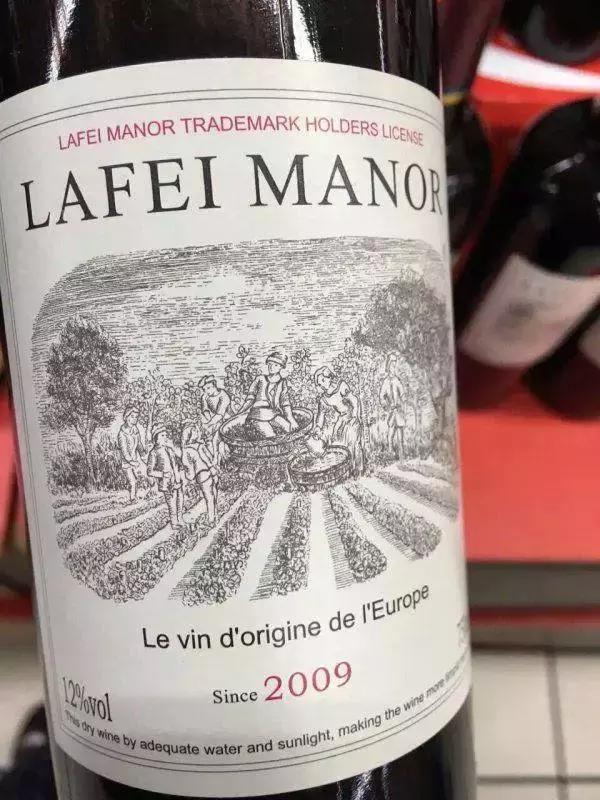 LAFEI MANOR TRADEMARK HOLDERS LICENSE
LAFEI MANOR
Le vin d'origine de l'Europe
12%vol
Since 2009
This dry wine by adequate water and sunlight, making the wine more